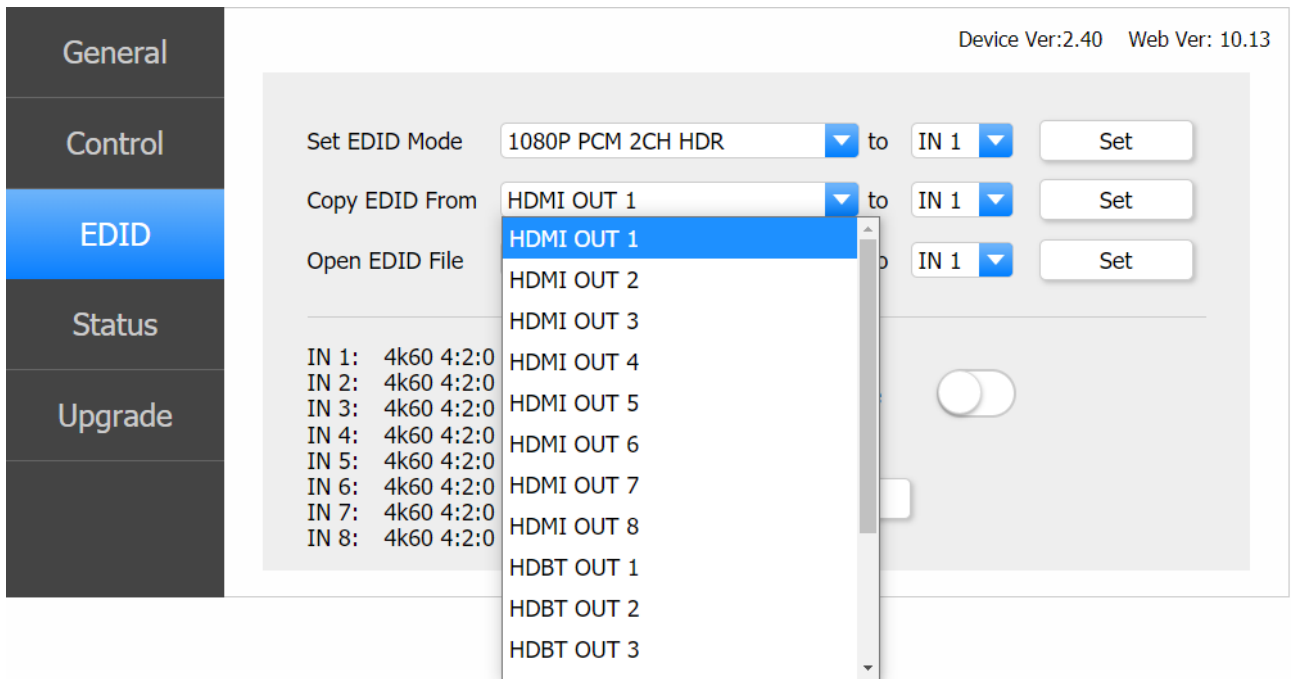 General
Control
EDID
Status
Upgrade
Device Ver:2.40 Web Ver: 10.13
Set EDID Mode 1080P PCM 2CH HDR to IN 1 Set
Copy EDID From HDMI OUT 1 to IN 1 Set
Open EDID File IN 1 Set
HDMI OUT 1
HDMI OUT 2
HDMI OUT 3
HDMI OUT 4
HDMI OUT 5
HDMI OUT 6
HDMI OUT 7
HDMI OUT 8
HDBT OUT 1
HDBT OUT 2
HDBT OUT 3
IN 1: 4k60 4:2:0
IN 2: 4k60 4:2:0
IN 3: 4k60 4:2:0
IN 4: 4k60 4:2:0
IN 5: 4k60 4:2:0
IN 6: 4k60 4:2:0
IN 7: 4k60 4:2:0
IN 8: 4k60 4:2:0